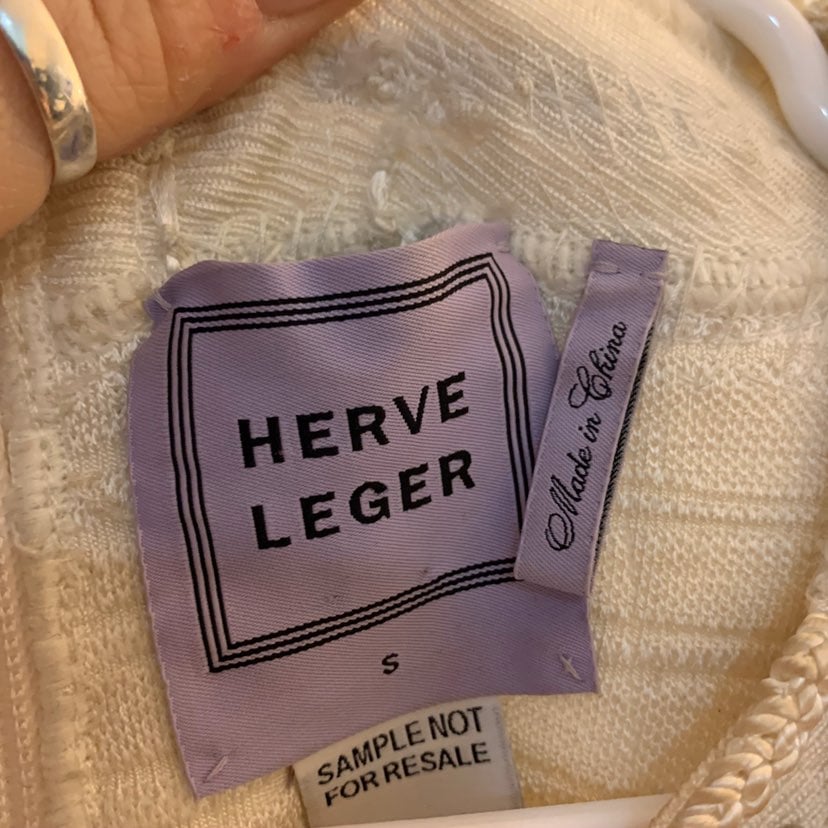 HERVE
LEGER
S
Made in China
SAMPLE NOT
FOR RESALE